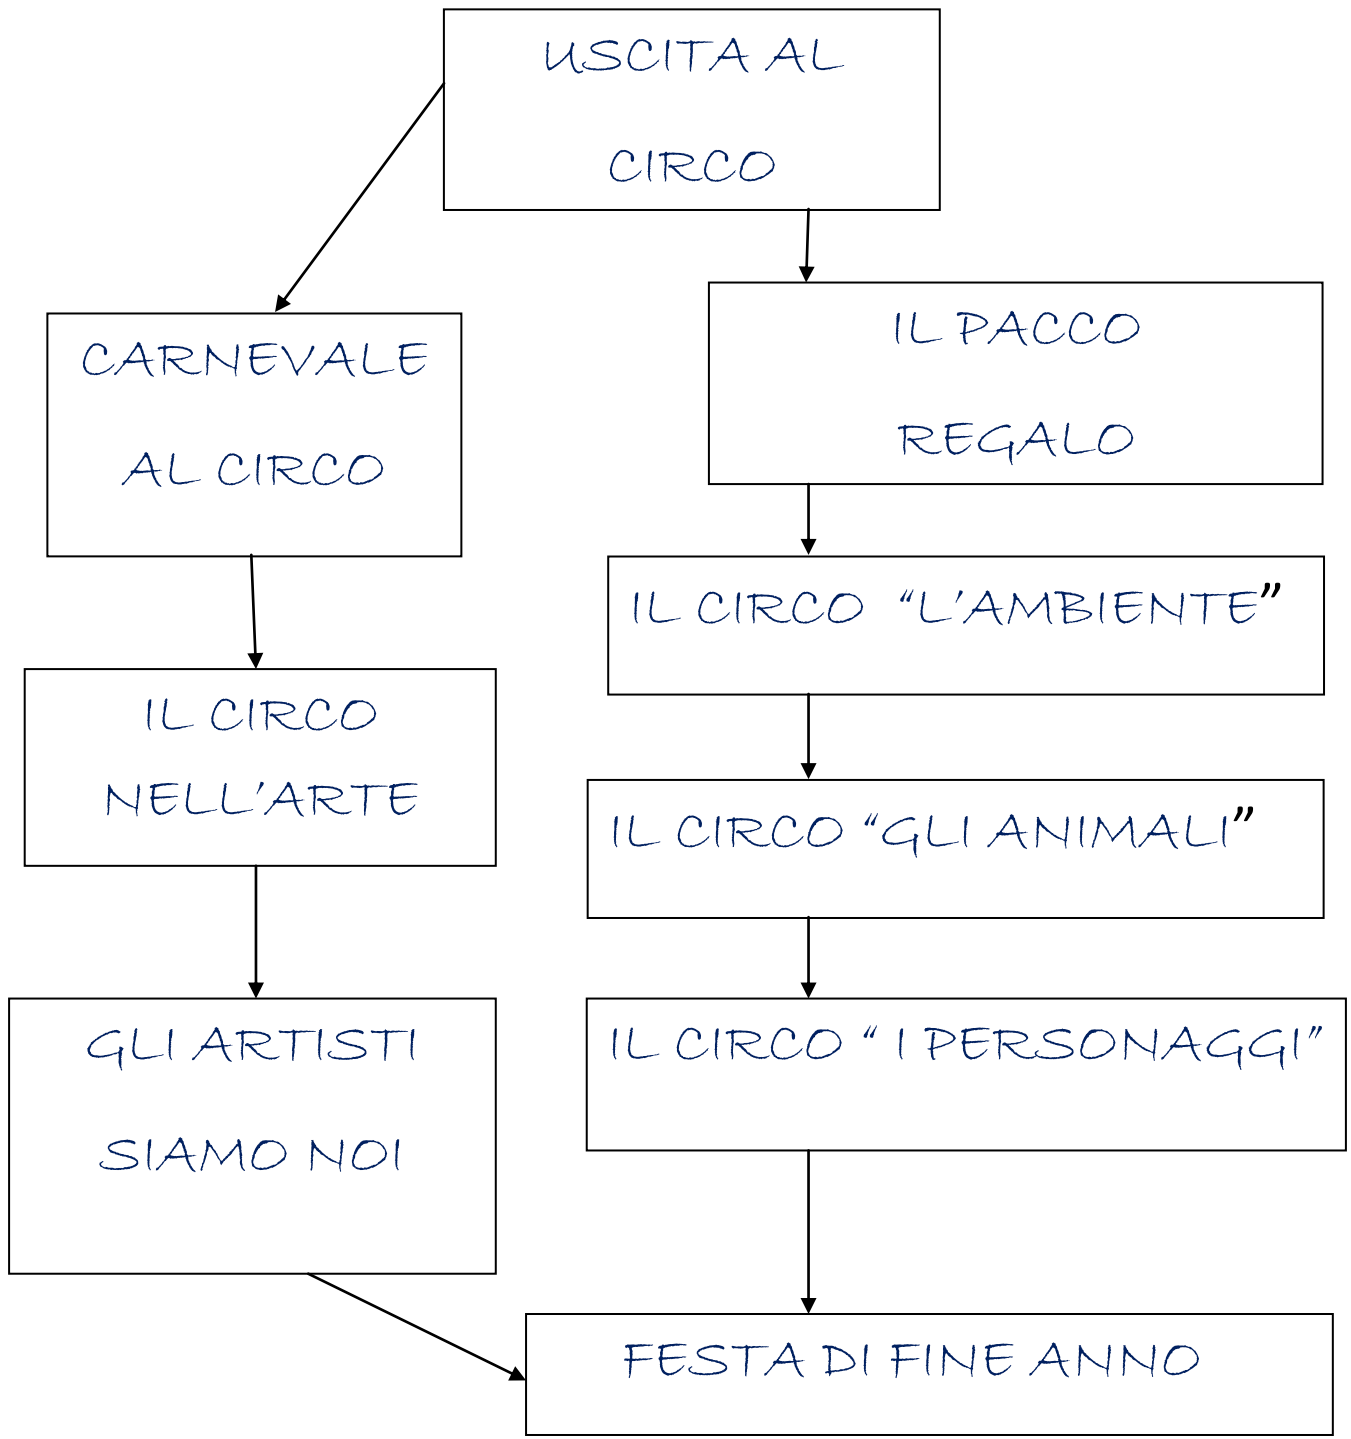 USCITA AL
CIRCO
CARNEVALE
AL CIRCO
IL PACCO
REGALO
IL CIRCO “L’AMBIENTE”
IL CIRCO
NELL’ARTE
IL CIRCO “GLI ANIMALI”
GLI ARTISTI
SIAMO NOI
IL CIRCO “ I PERSONAGGI”
FESTA DI FINE ANNO